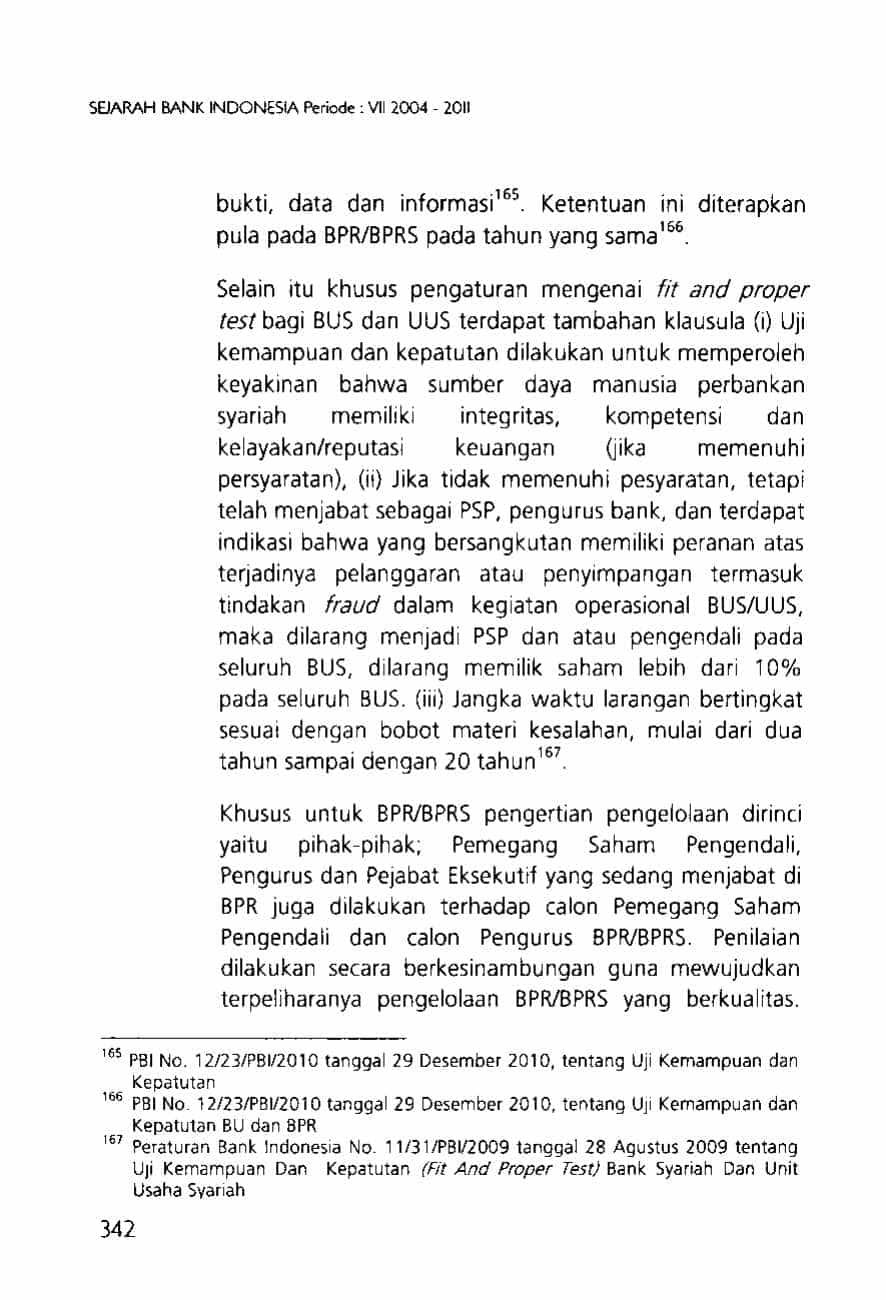 SEJARAH BANK INDONESIA Periode : VII 2004 - 2011
bukti, data dan informasi165. Ketentuan ini diterapkan
pula pada BPR/BPRS pada tahun yang sama166.
Selain itu khusus pengaturan mengenai fit and proper
test bagi BUS dan UUS terdapat tambahan klausula (i) Uji
kemampuan dan kepatutan dilakukan untuk memperoleh
keyakinan bahwa sumber daya manusia perbankan
syariah memiliki integritas, kompetensi dan
kelayakan/reputasi keuangan (jika memenuhi
persyaratan), (ii) Jika tidak memenuhi pesyaratan, tetapi
telah menjabat sebagai PSP, pengurus bank, dan terdapat
indikasi bahwa yang bersangkutan memiliki peranan atas
terjadinya pelanggaran atau penyimpangan termasuk
tindakan fraud dalam kegiatan operasional BUS/UUS,
maka dilarang menjadi PSP dan atau pengendali pada
seluruh BUS, dilarang memilik saham lebih dari 10%
pada seluruh BUS. (iii) Jangka waktu larangan bertingkat
sesuai dengan bobot materi kesalahan, mulai dari dua
tahun sampai dengan 20 tahun167.
Khusus untuk BPR/BPRS pengertian pengelolaan dirinci
yaitu pihak-pihak; Pemegang Saham Pengendali,
Pengurus dan Pejabat Eksekutif yang sedang menjabat di
BPR juga dilakukan terhadap calon Pemegang Saham
Pengendali dan calon Pengurus BPR/BPRS. Penilaian
dilakukan secara berkesinambungan guna mewujudkan
terpeliharanya pengelolaan BPR/BPRS yang berkualitas.
165 PBI No. 12/23/PBI/2010 tanggal 29 Desember 2010, tentang Uji Kemampuan dan
Kepatutan
166 PBI No. 12/23/PBI/2010 tanggal 29 Desember 2010, tentang Uji Kemampuan dan
Kepatutan BU dan BPR
167 Peraturan Bank Indonesia No. 11/31/PBI/2009 tanggal 28 Agustus 2009 tentang
Uji Kemampuan Dan Kepatutan (Fit And Proper Test) Bank Syariah Dan Unit
Usaha Syariah
342